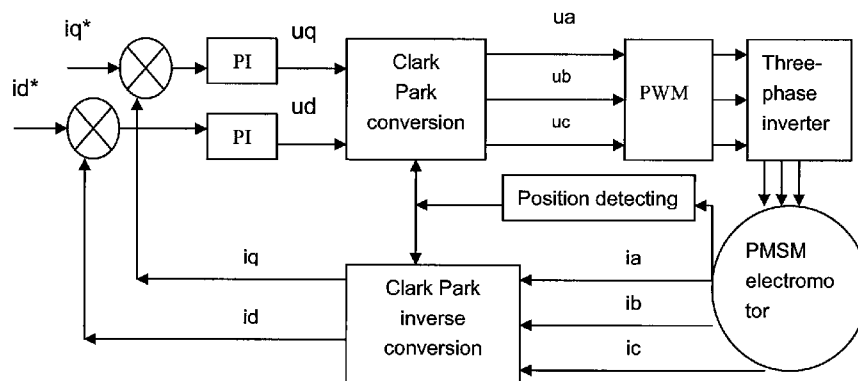 iq*
uq
ua
PI
Clark
Park
conversion
ub
PWM
Three-
phase
inverter
id*
ud
uc
PI
Position detecting
iq
ia
PMSM
electromo
tor
Clark Park
inverse
conversion
id
ib
ic